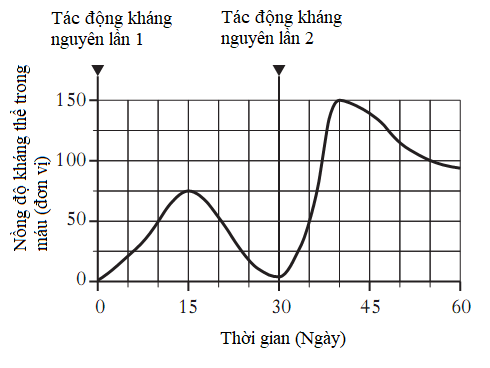 Tác động kháng
nguyên lần 1
Tác động kháng
nguyên lần 2
Nồng độ kháng thể trong
máu (đơn vị)
150
100
50
0
0 15 30 45 60
Thời gian (Ngày)